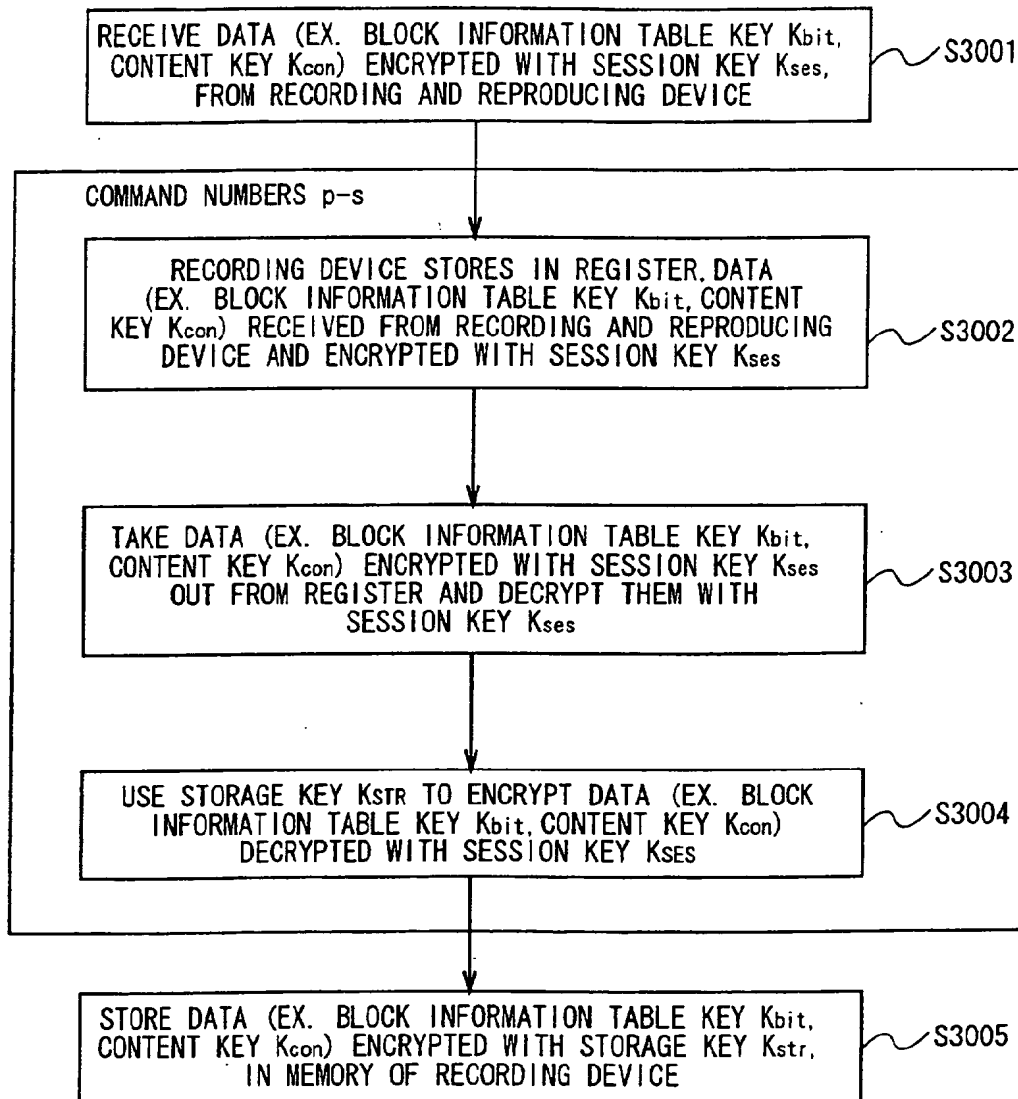 RECEIVE DATA (EX. BLOCK INFORMATION TABLE KEY Kbit,
CONTENT KEY Kcon) ENCRYPTED WITH SESSION KEY Kses,
FROM RECORDING AND REPRODUCING DEVICE
S3001
COMMAND NUMBERS p-s
RECORDING DEVICE STORES IN REGISTER. DATA
(EX. BLOCK INFORMATION TABLE KEY Kbit, CONTENT
KEY Kcon) RECEIVED FROM RECORDING AND REPRODUCING
DEVICE AND ENCRYPTED WITH SESSION KEY Kses
S3002
TAKE DATA (EX. BLOCK INFORMATION TABLE KEY Kbit,
CONTENT KEY Kcon) ENCRYPTED WITH SESSION KEY Kses
OUT FROM REGISTER AND DECRYPT THEM WITH
SESSION KEY Kses
S3003
USE STORAGE KEY KSTR TO ENCRYPT DATA (EX. BLOCK
INFORMATION TABLE KEY Kbit, CONTENT KEY Kcon)
DECRYPTED WITH SESSION KEY KSES
S3004
STORE DATA (EX. BLOCK INFORMATION TABLE KEY Kbit,
CONTENT KEY Kcon) ENCRYPTED WITH STORAGE KEY Kstr,
IN MEMORY OF RECORDING DEVICE
S3005